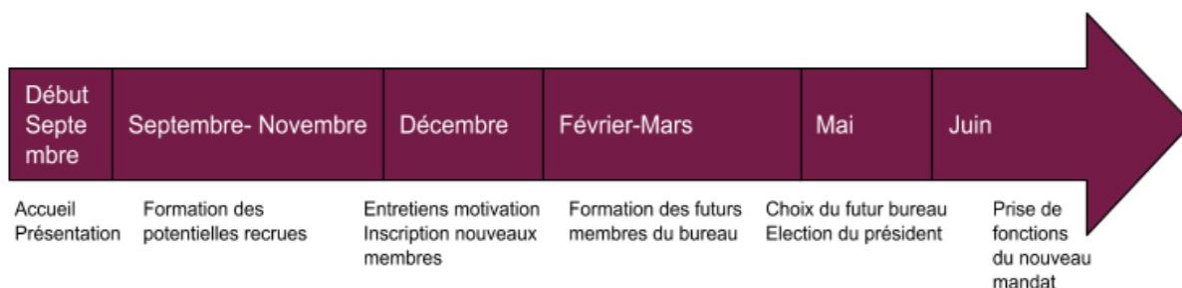 Début
Septe
mbre
Septembre- Novembre
Décembre
Février-Mars
Mai
Juin
Accueil
Présentation
Formation des
potentielles recrues
Entretiens motivation
Inscription nouveaux
membres
Formation des futurs
membres du bureau
Choix du futur bureau
Election du président
Prise de
fonctions
du nouveau
mandat